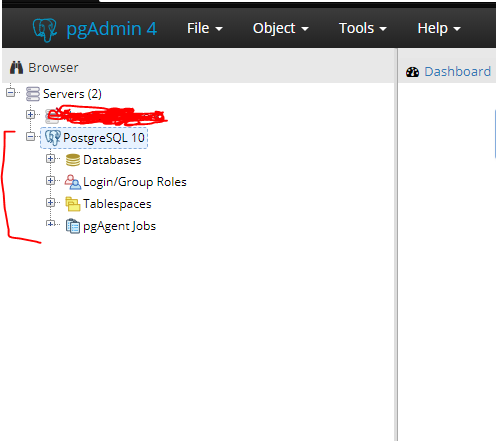 pgAdmin 4 File Object Tools Help
Browser
Dashboard
Servers (2)
PostgreSQL 10
Databases
Login/Group Roles
Tablespaces
pgAgent Jobs